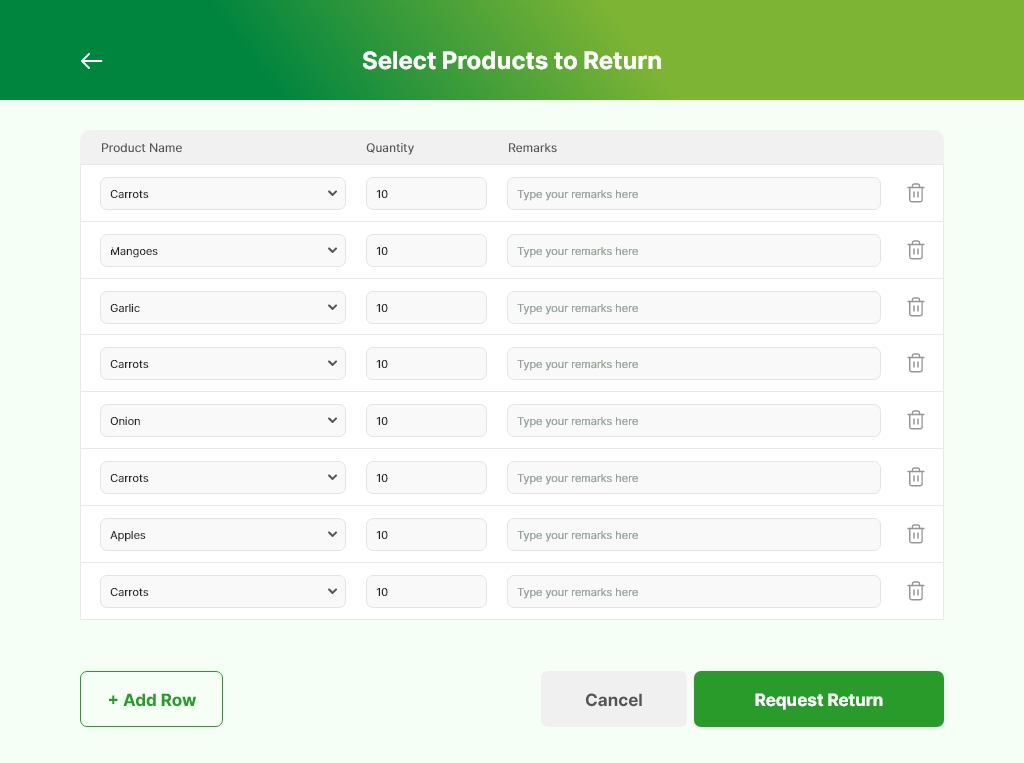 Select Products to Return
Product Name Quantity Remarks
Carrots 10 Type your remarks here
Mangoes 10 Type your remarks here
Garlic 10 Type your remarks here
Carrots 10 Type your remarks here
Onion 10 Type your remarks here
Carrots 10 Type your remarks here
Apples 10 Type your remarks here
Carrots 10 Type your remarks here
+ Add Row Cancel Request Return